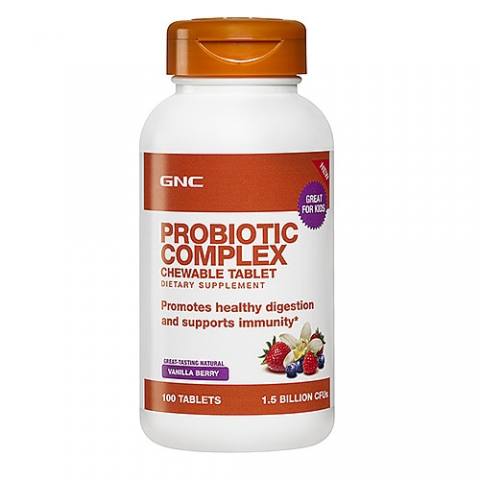 NEW
GNC
GREAT
FOR KIDS
PROBIOTIC
COMPLEX
CHEWABLE TABLET
DIETARY SUPPLEMENT
Promotes healthy digestion
and supports immunity*
GREAT-TASTING NATURAL
VANILLA BERRY
100 TABLETS 1.5 BILLION CFUs